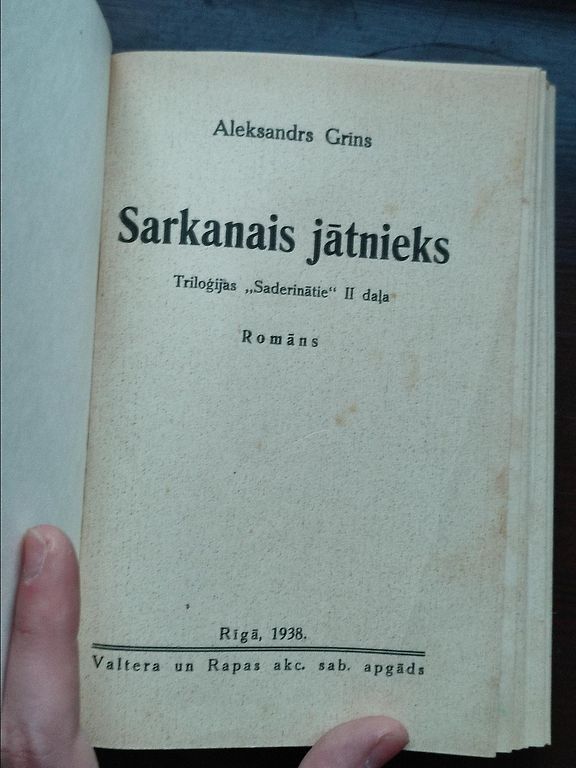 Aleksandrs Grīns
Sarkanais jātnieks
Triloģijas „Saderinātie“ II daļa
Romāns
Rīgā, 1938.
Valtera un Rapas akc. sab. apgāds